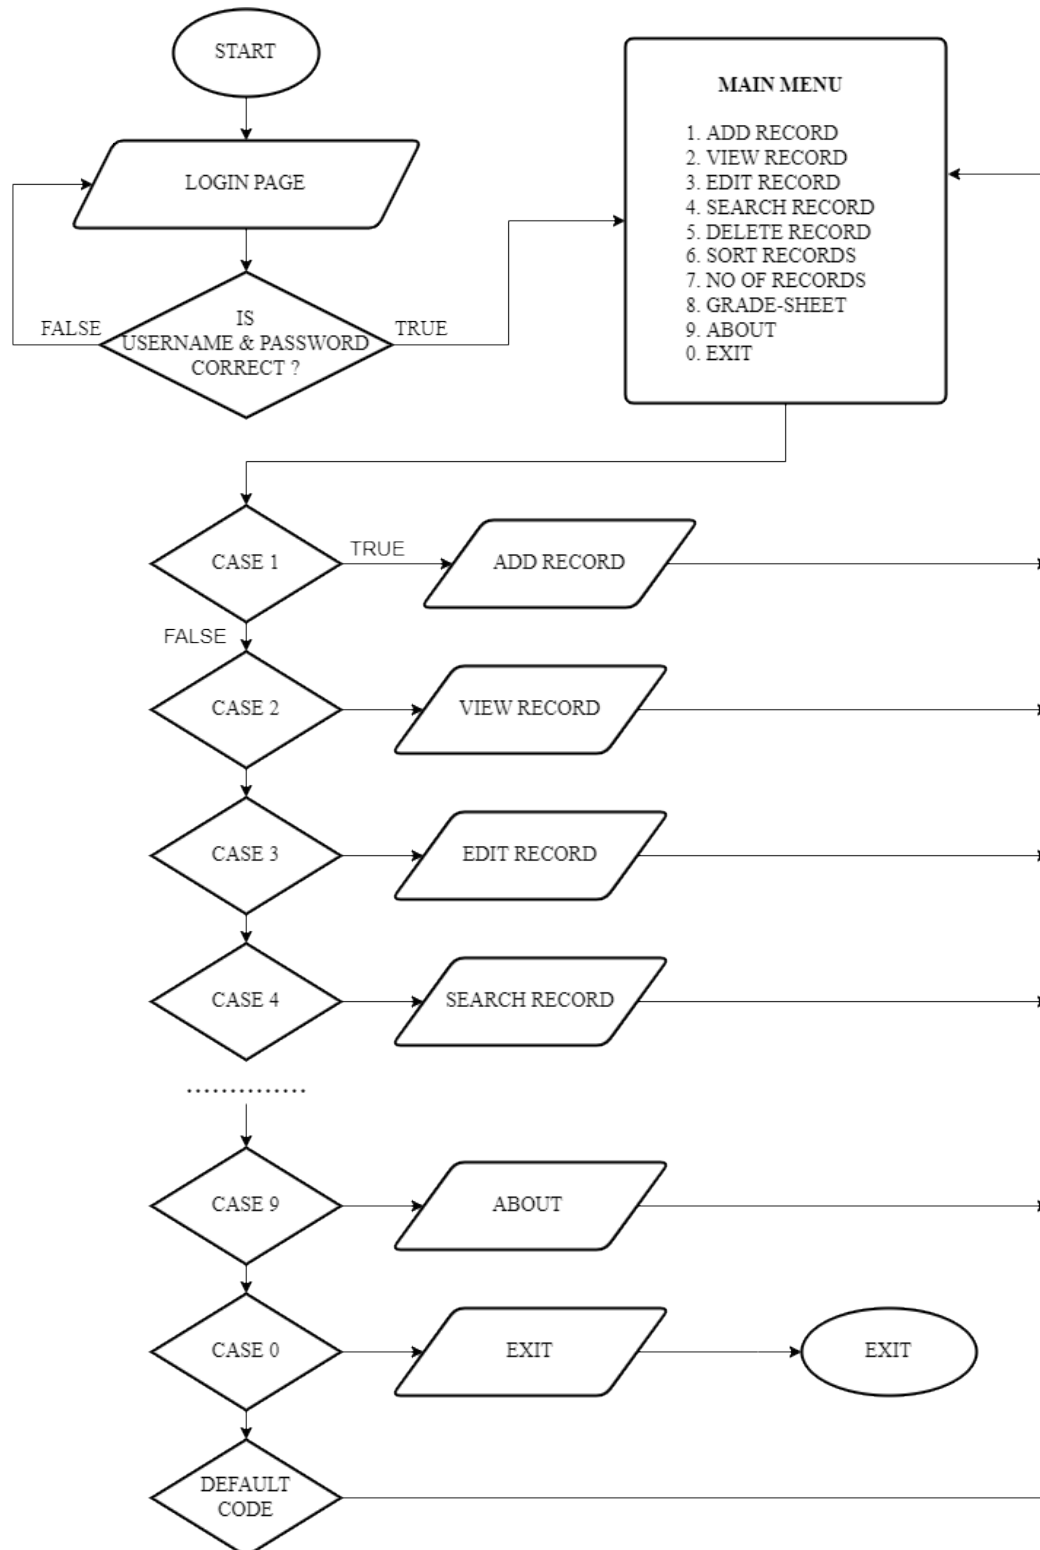 START
LOGIN PAGE
IS
USERNAME & PASSWORD
CORRECT ?
FALSE
TRUE
MAIN MENU
1. ADD RECORD
2. VIEW RECORD
3. EDIT RECORD
4. SEARCH RECORD
5. DELETE RECORD
6. SORT RECORDS
7. NO OF RECORDS
8. GRADE-SHEET
9. ABOUT
0. EXIT
CASE 1
TRUE
ADD RECORD
FALSE
CASE 2
VIEW RECORD
CASE 3
EDIT RECORD
CASE 4
SEARCH RECORD
..............
CASE 9
ABOUT
CASE 0
EXIT
EXIT
DEFAULT
CODE